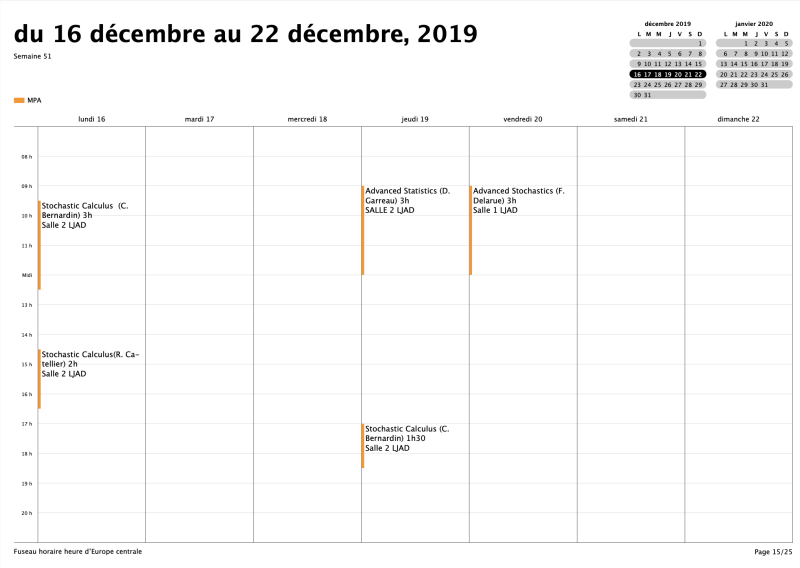 du 16 décembre au 22 décembre, 2019
Semaine 51
décembre 2019
L M M J V S D
1
2 3 4 5 6 7 8
9 10 11 12 13 14 15
16 17 18 19 20 21 22
23 24 25 26 27 28 29
30 31
janvier 2020
L M M J V S D
1 2 3 4 5
6 7 8 9 10 11 12
13 14 15 16 17 18 19
20 21 22 23 24 25 26
27 28 29 30 31
MPA
lundi 16
mardi 17
mercredi 18
jeudi 19
vendredi 20
samedi 21
dimanche 22
08 h
09 h
10 h
11 h
Midi
13 h
14 h
15 h
16 h
17 h
18 h
19 h
20 h
Stochastic Calculus (C.
Bernardin) 3h
Salle 2 LJAD
Stochastic Calculus(R. Ca-
tellier) 2h
Salle 2 LJAD
Advanced Statistics (D.
Garreau) 3h
SALLE 2 LJAD
Stochastic Calculus (C.
Bernardin) 1h30
Salle 2 LJAD
Advanced Stochastics (F.
Delarue) 3h
Salle 1 LJAD
Fuseau horaire heure d'Europe centrale
Page 15/25